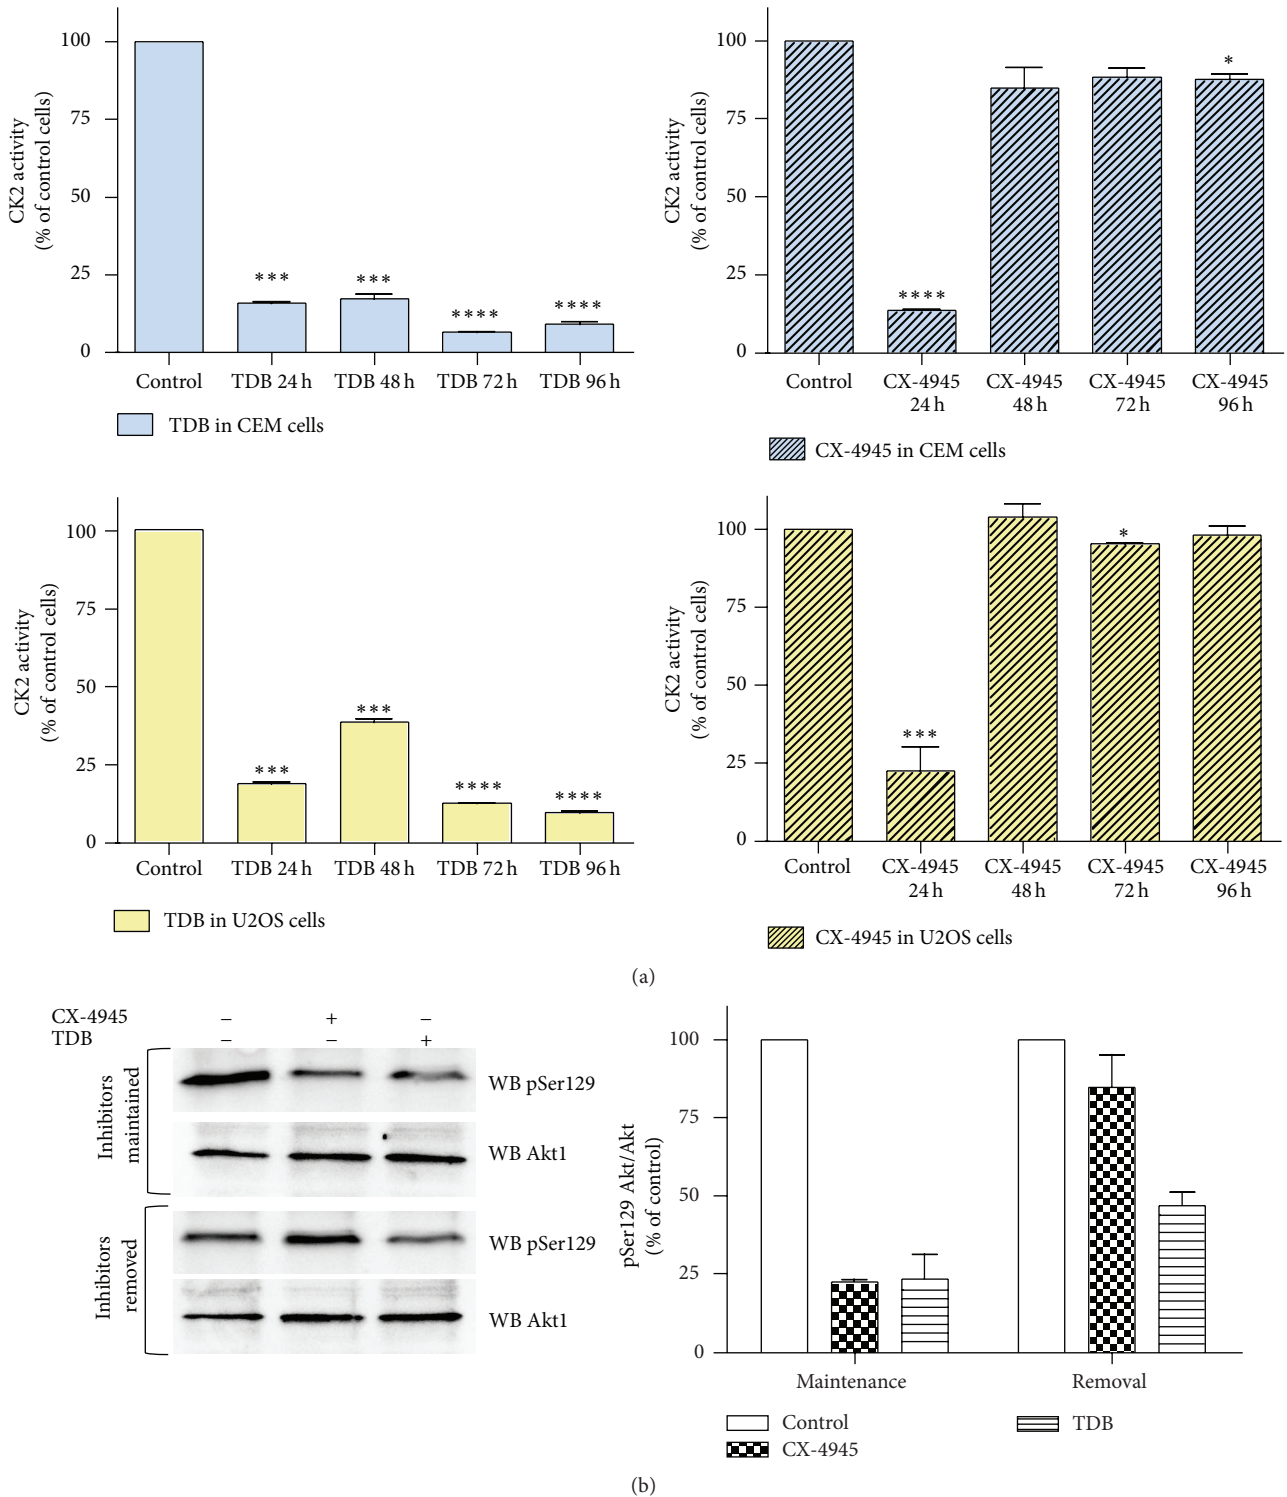 CK2 activity
(% of control cells)
100
75
50
25
0
***
***
****
****
Control
TDB 24 h
TDB 48 h
TDB 72 h
TDB 96 h
TDB in CEM cells
CK2 activity
(% of control cells)
100
75
50
25
0
****
*
Control
CX-4945
24 h
CX-4945
48 h
CX-4945
72 h
CX-4945
96 h
CX-4945 in CEM cells
CK2 activity
(% of control cells)
100
75
50
25
0
***
***
****
****
Control
TDB 24 h
TDB 48 h
TDB 72 h
TDB 96 h
TDB in U2OS cells
CK2 activity
(% of control cells)
100
75
50
25
0
***
*
Control
CX-4945
24 h
CX-4945
48 h
CX-4945
72 h
CX-4945
96 h
CX-4945 in U2OS cells
(a)
CX-4945 – + –
TDB – – +
Inhibitors
maintained
WB pSer129
WB Akt1
Inhibitors
removed
WB pSer129
WB Akt1
pSer129 Akt/Akt
(% of control)
100
75
50
25
0
Maintenance
Removal
Control
CX-4945
TDB
(b)